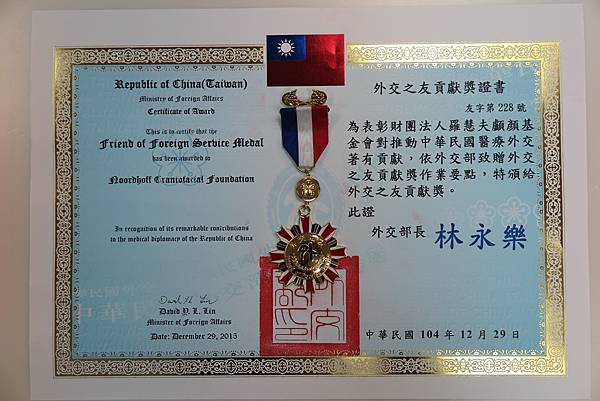 Republic of China(Taiwan)
Ministry of Foreign Affairs
Certificate of Award
This is to certify that the
Friend of Foreign Service Medal
has been awarded to
Noordhoff Craniofacial Foundation
In recognition of its remarkable contributions
to the medical diplomacy of the Republic of China
David Y. L. Lin
Minister of Foreign Affairs
Date: December 29, 2015
外交之友貢獻獎證書
友字第228號
為表彰財團法人羅慧夫顱顏基
金會對推動中華民國醫療外交
著有貢獻，依外交部致贈外交
之友貢獻獎作業要點，特頒給
外交之友貢獻獎。
此證
外交部長 林永樂
中華民國 104 年 12 月 29 日